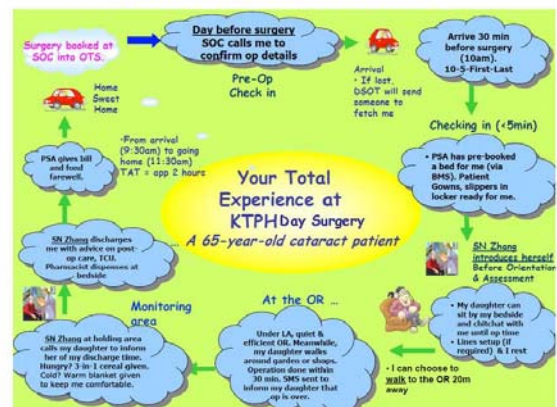 Surgery booked at
SOC into OTS.
Day before surgery
SOC calls me to
confirm op details
Pre-Op
Check in
Arrival
• If lost,
DSOT will send
someone to
fetch me
Arrive 30 min
before surgery
(10am).
10-5-First-Last
Checking in (<5min)
• PSA has pre-booked
a bed for me (via
BMS). Patient
Gowns, slippers in
locker ready for me.
SN Zhang
introduces herself
Before Orientation
& Assessment
• My daughter can
sit by my bedside
and chitchat with
me until op time
• Lines setup (if
required) & I rest
• I can choose to
walk to the OR 20m
away
At the OR ...
Under LA, quiet &
efficient OR. Meanwhile,
my daughter walks
around garden or shops.
Operation done within
30 min. SMS sent to
inform my daughter that
op is over.
Monitoring
area
SN Zhang at holding area
calls my daughter to inform
her of my discharge time.
Hungry? 3-in-1 cereal given.
Cold? Warm blanket given
to keep me comfortable.
...
SN Zhang discharges
me with advice on post-
op care, TCU.
Pharmacist dispenses at
bedside
PSA gives bill
and fond
farewell.
•From arrival
(9:30am) to going
home (11:30am)
TAT = app 2 hours
Home
Sweet
Home
Your Total
Experience at
KTPH Day Surgery
A 65-year-old cataract patient